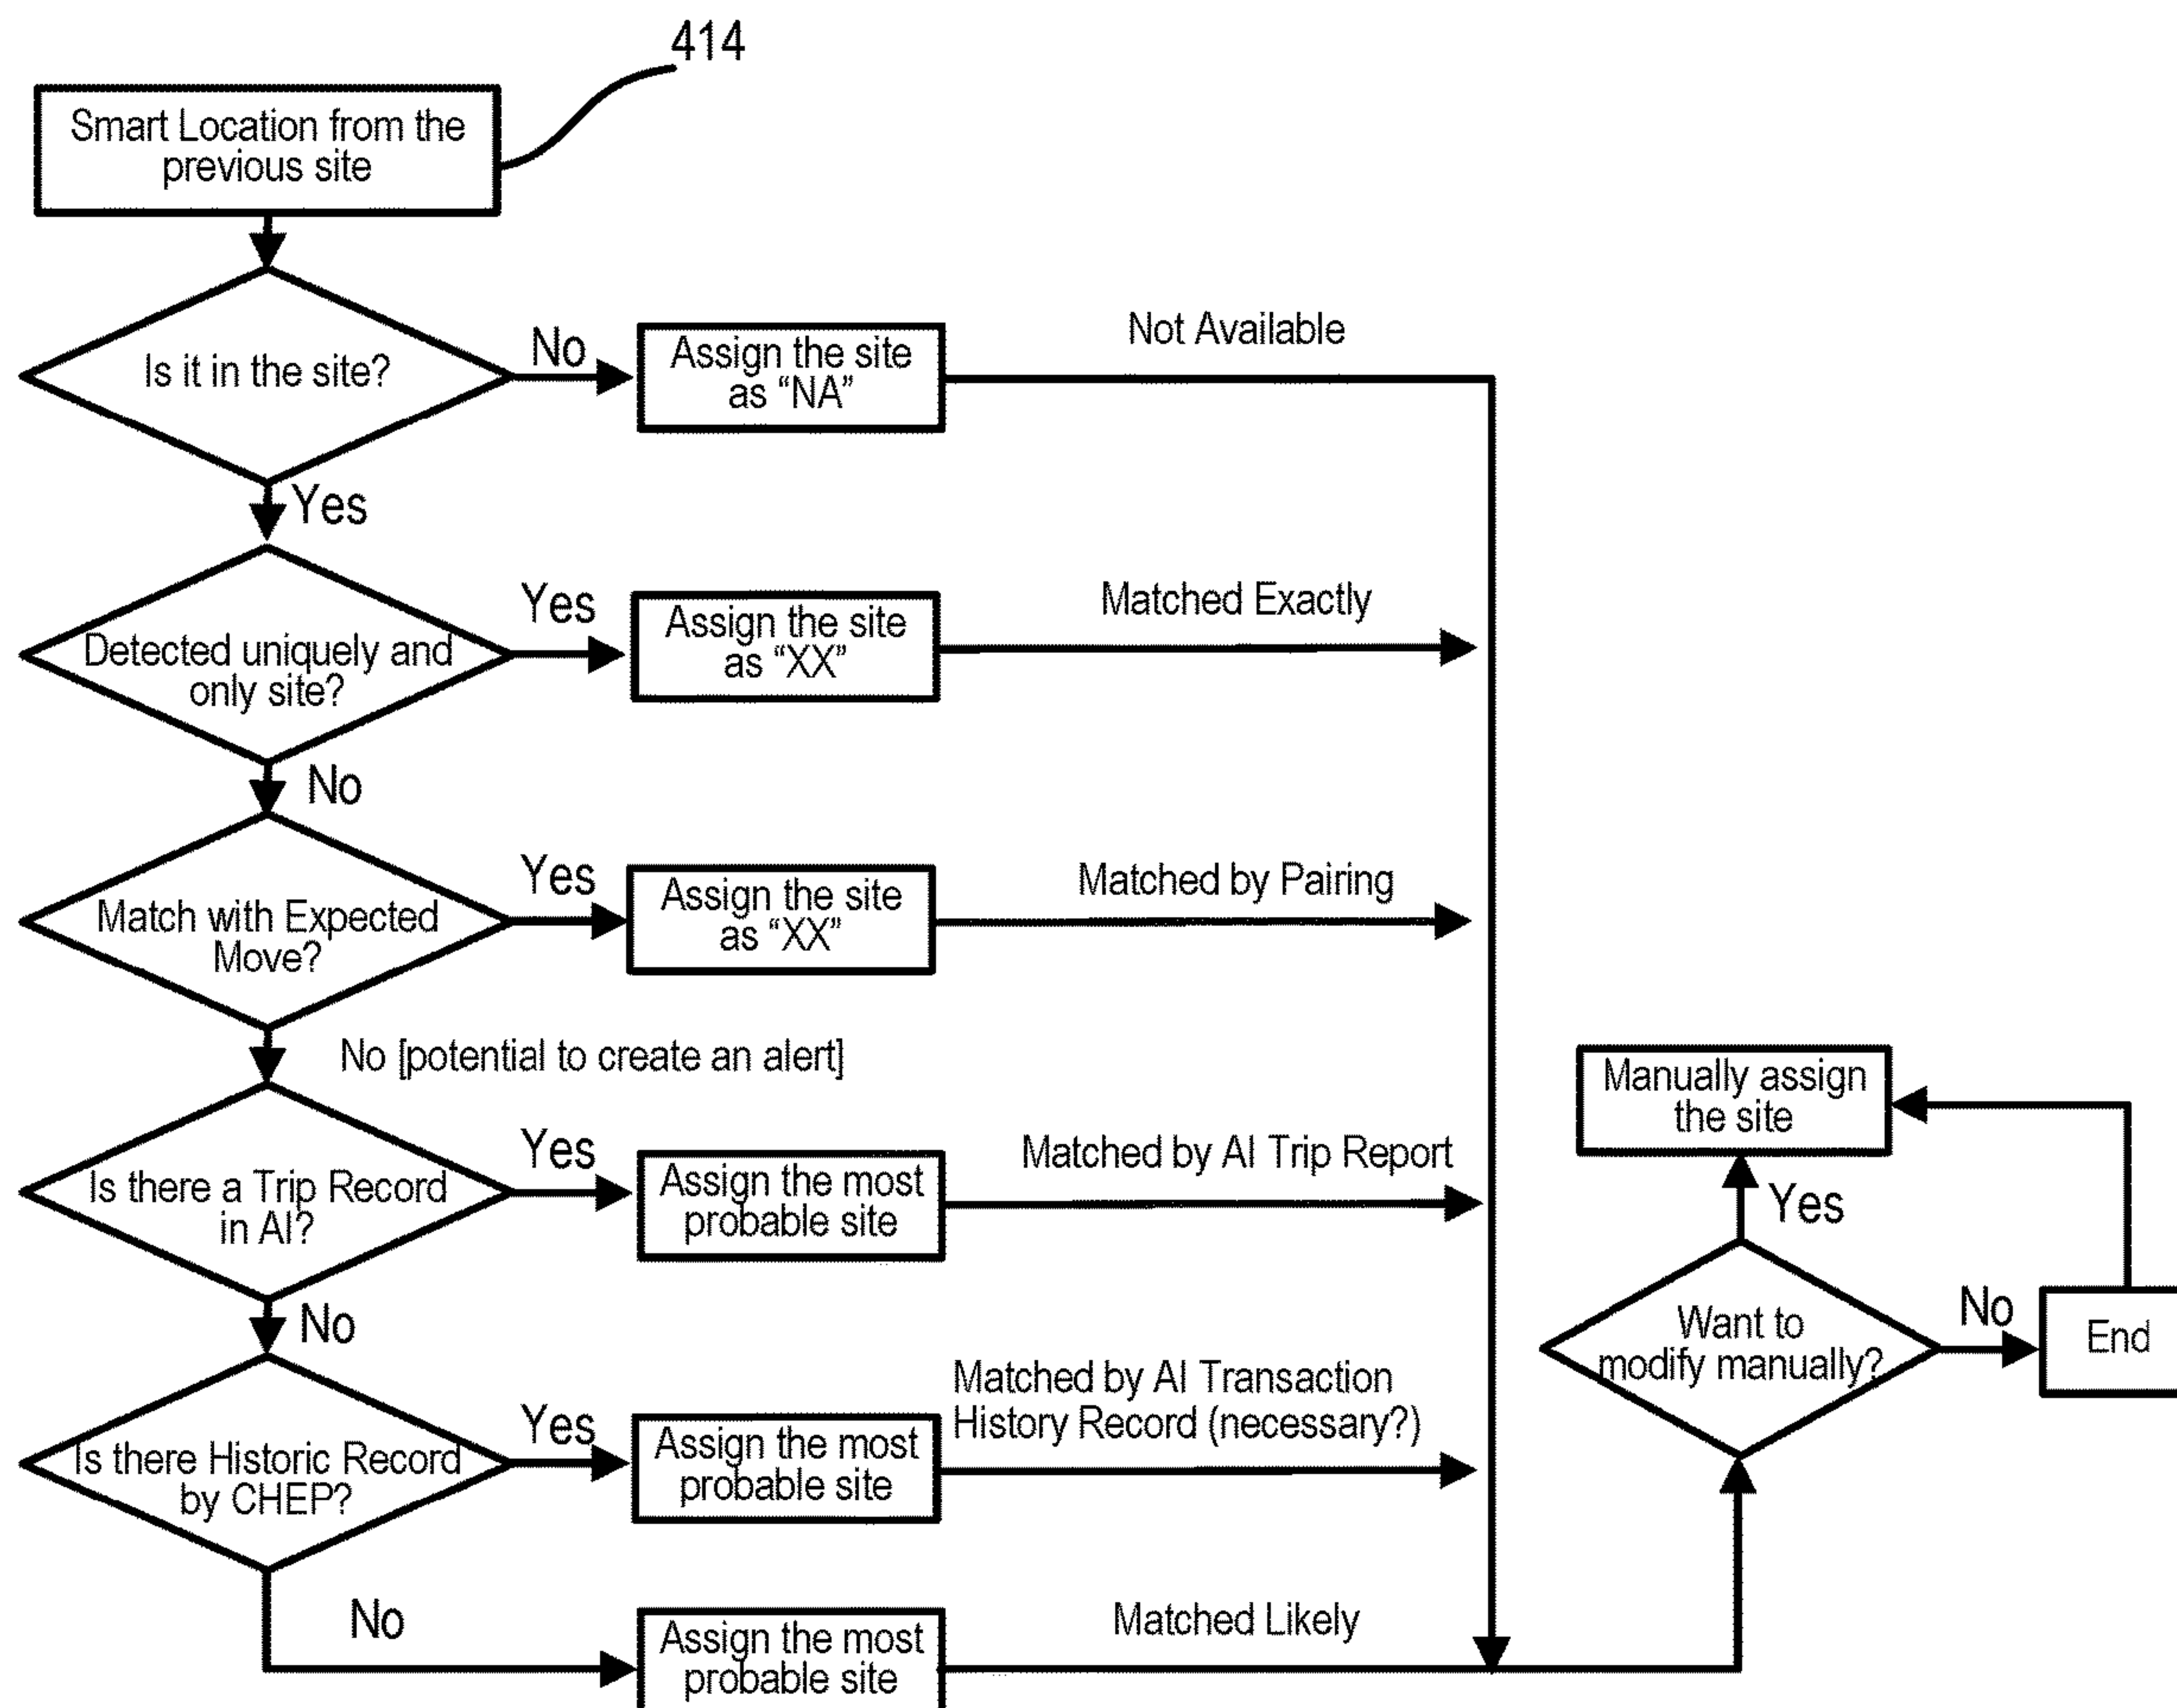 414
Smart Location from the
previous site
Is it in the site?
No
Assign the site
as “NA”
Not Available
Yes
Detected uniquely and
only site?
Yes
Assign the site
as “XX”
Matched Exactly
No
Match with Expected
Move?
Yes
Assign the site
as “XX”
Matched by Pairing
No [potential to create an alert]
Is there a Trip Record
in AI?
Yes
Assign the most
probable site
Matched by AI Trip Report
No
Is there Historic Record
by CHEP?
Yes
Assign the most
probable site
Matched by AI Transaction
History Record (necessary?)
No
Assign the most
probable site
Matched Likely
Manually assign
the site
Yes
Want to
modify manually?
No
End